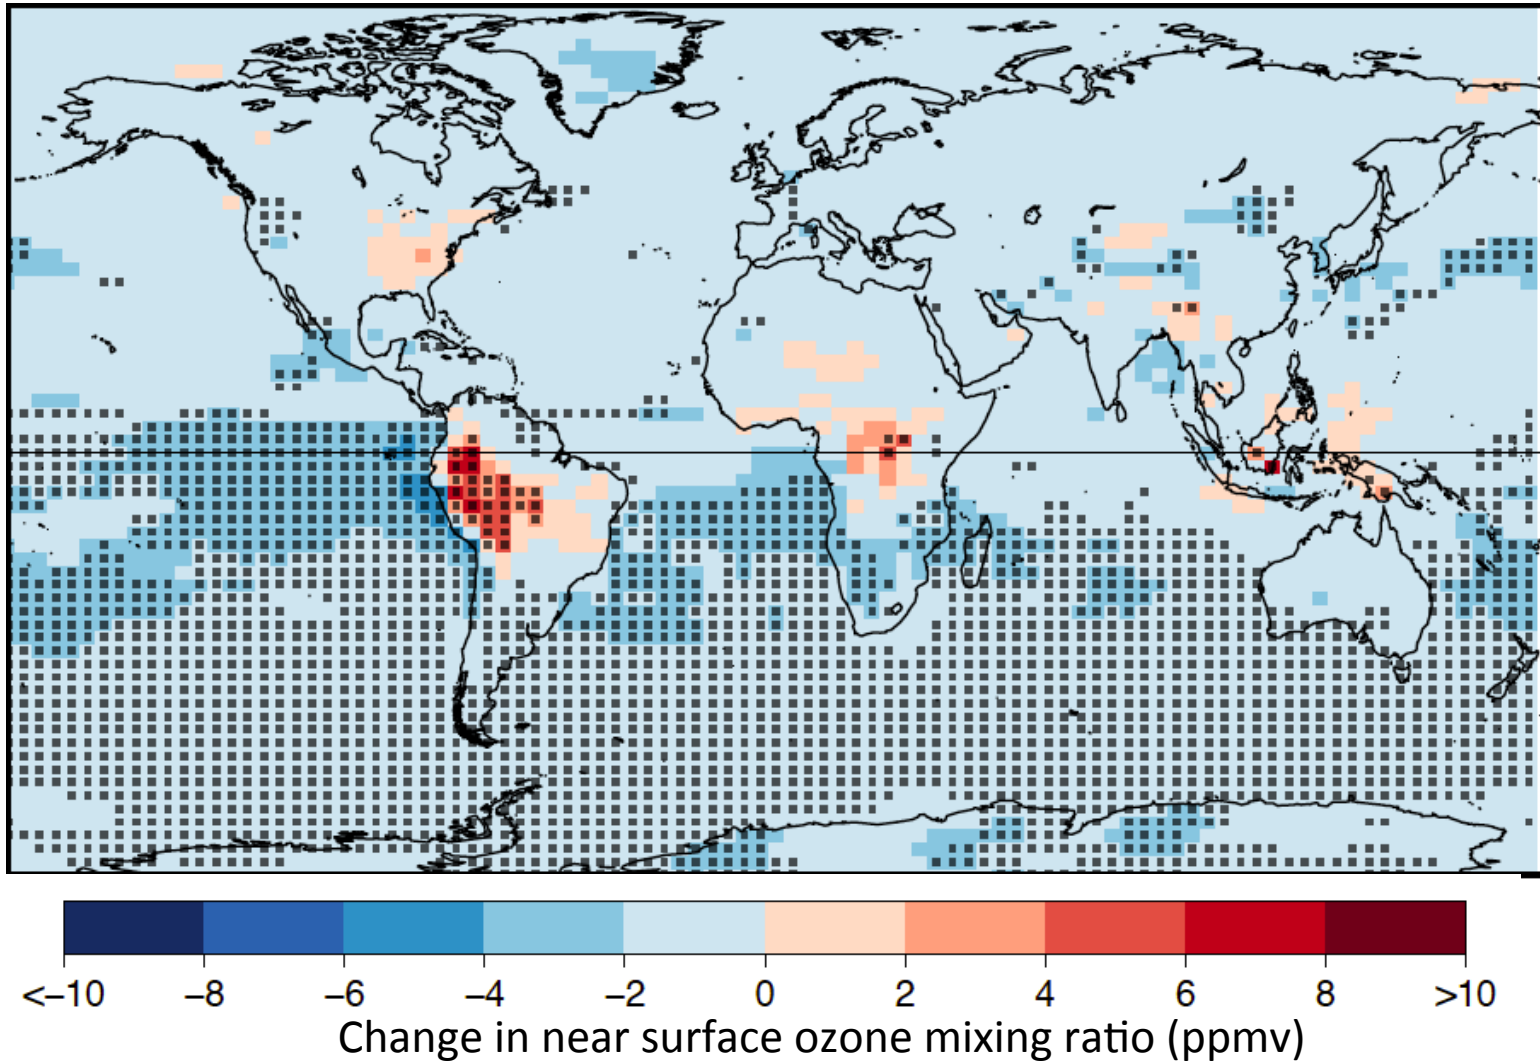 <−10 −8 −6 −4 −2 0 2 4 6 8 >10
Change in near surface ozone mixing ratio (ppmv)